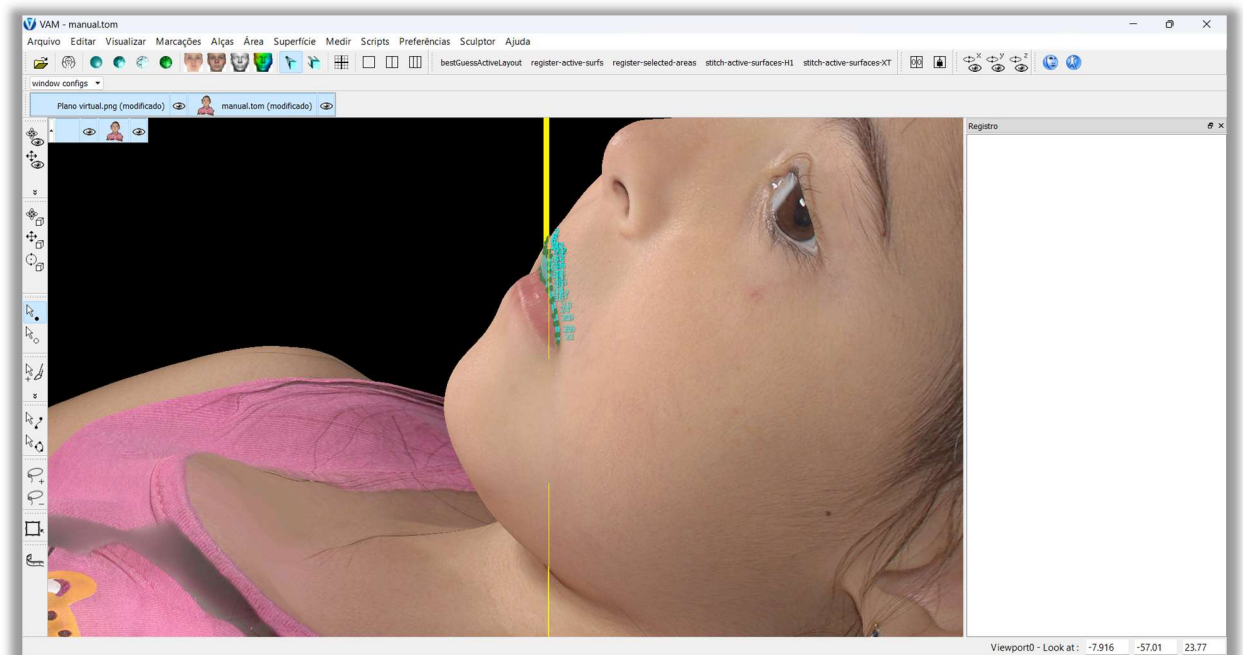 VAM - manual.tom
Arquivo Editar Visualizar Marcações Alças Área Superfície Medir Scripts Preferências Sculptor Ajuda
bestGuessActiveLayout register-active-surfs register-selected-areas stitch-active-surfaces-H1 stitch-active-surfaces-XT
x y z
window configs
Plano virtual.png (modificado) manual.tom (modificado)
Registro
Viewport0 - Look at : -7.916 -57.01 23.77